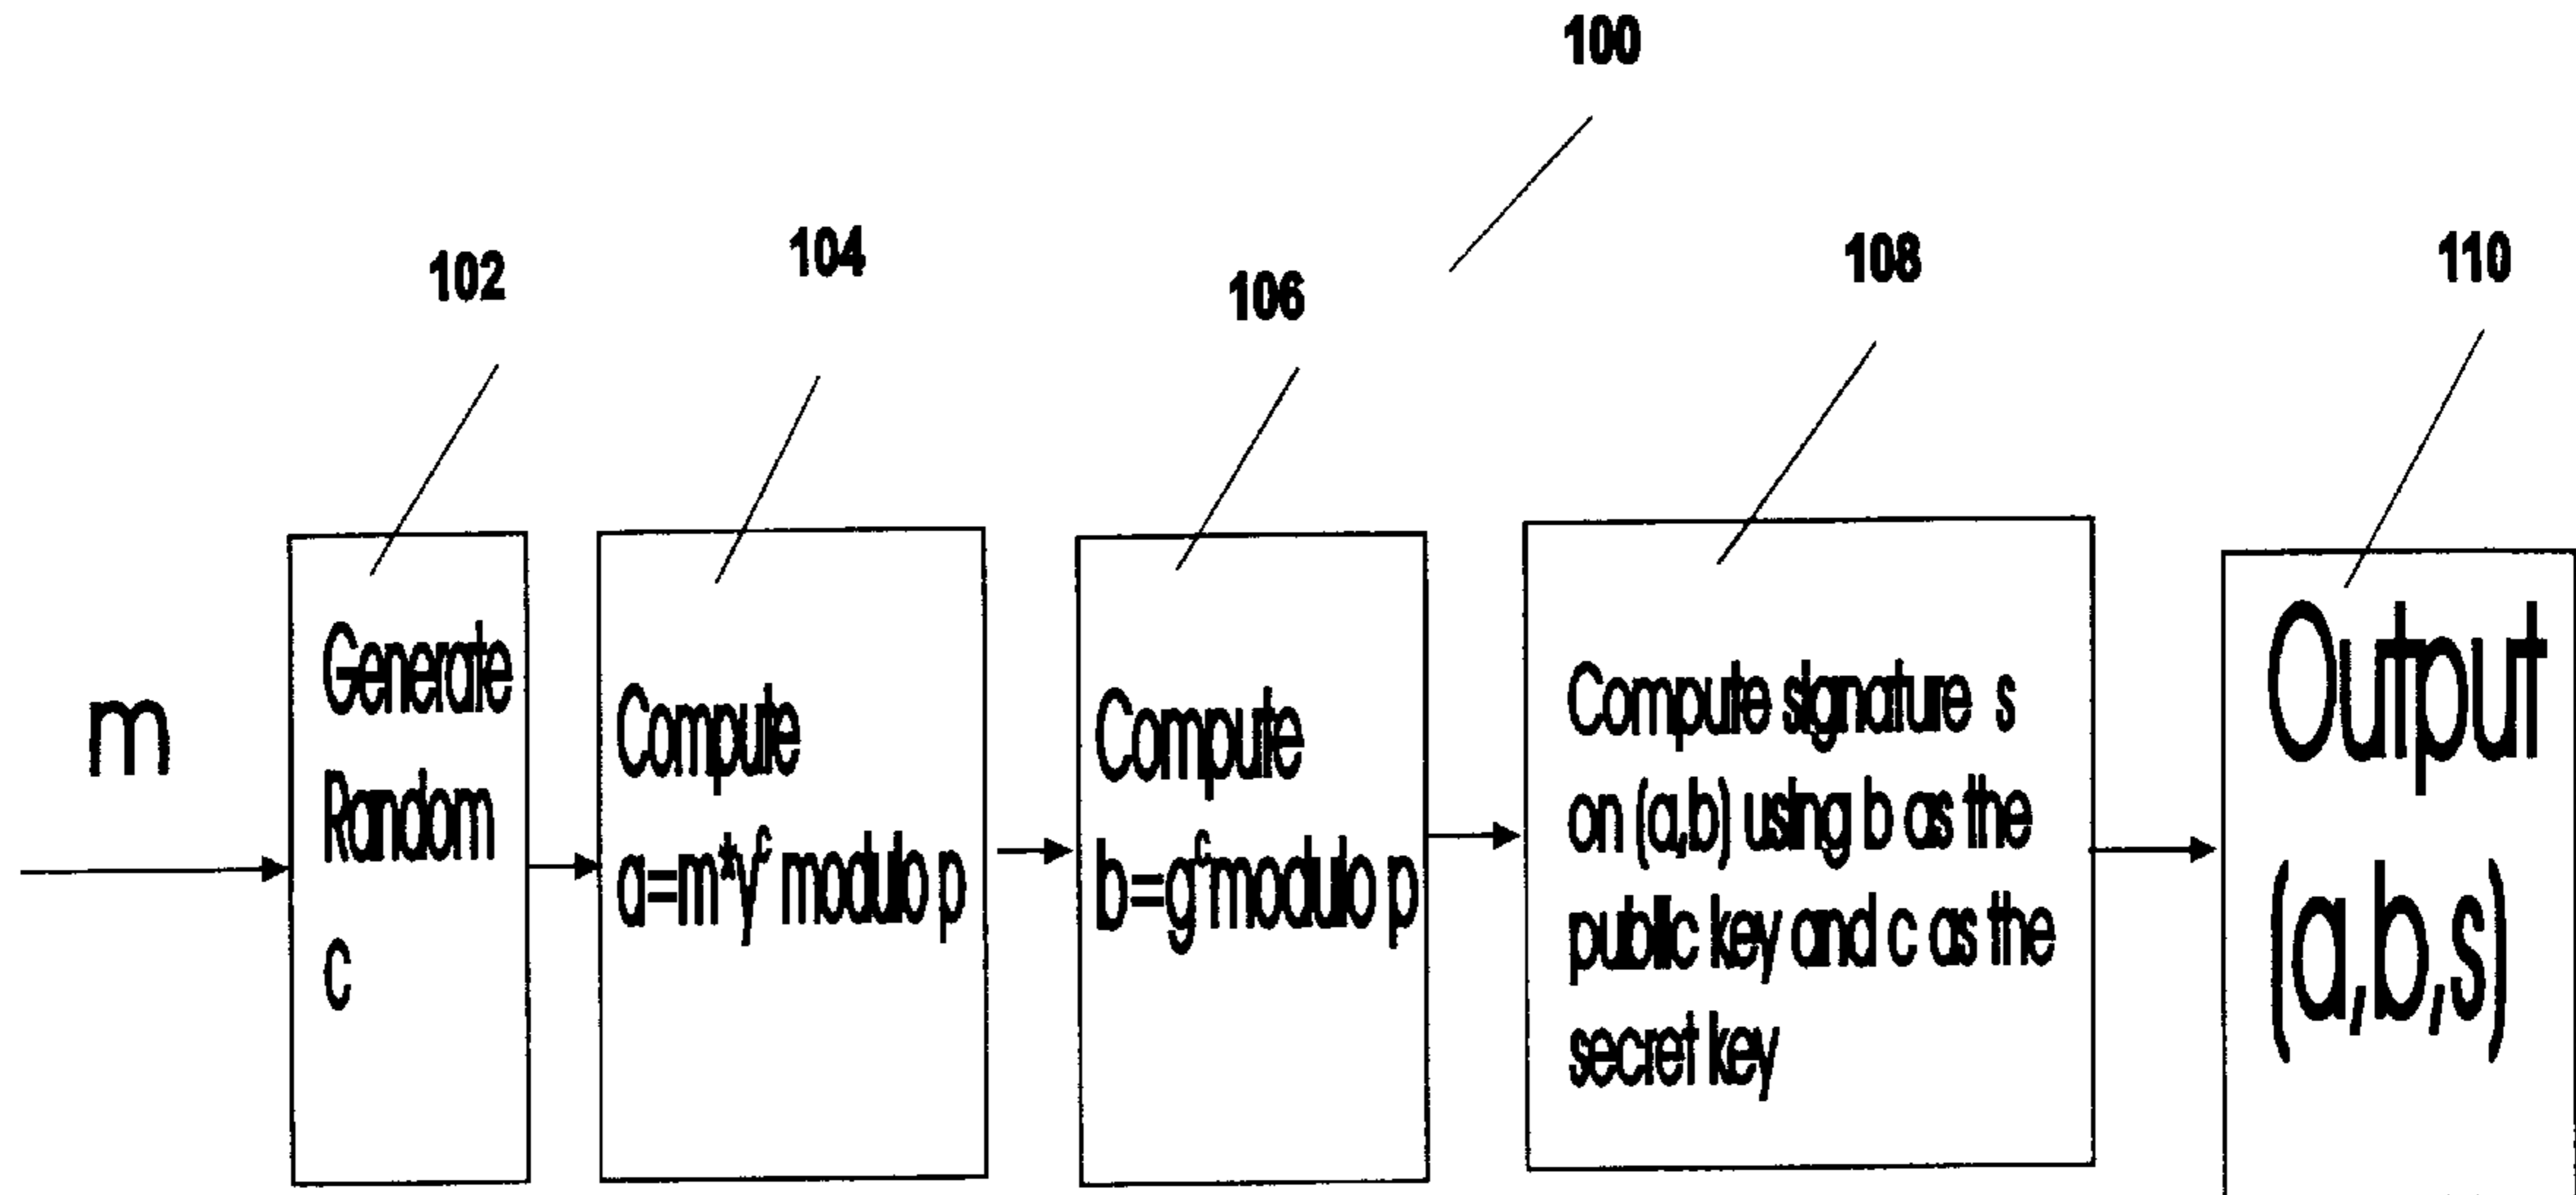 100
102
104
106
108
110
m
Generate
Random
c
Compute
a=m*y^c modulo p
Compute
b=g^c modulo p
Compute signature s
on (a,b) using b as the
public key and c as the
secret key
Output
(a,b,s)